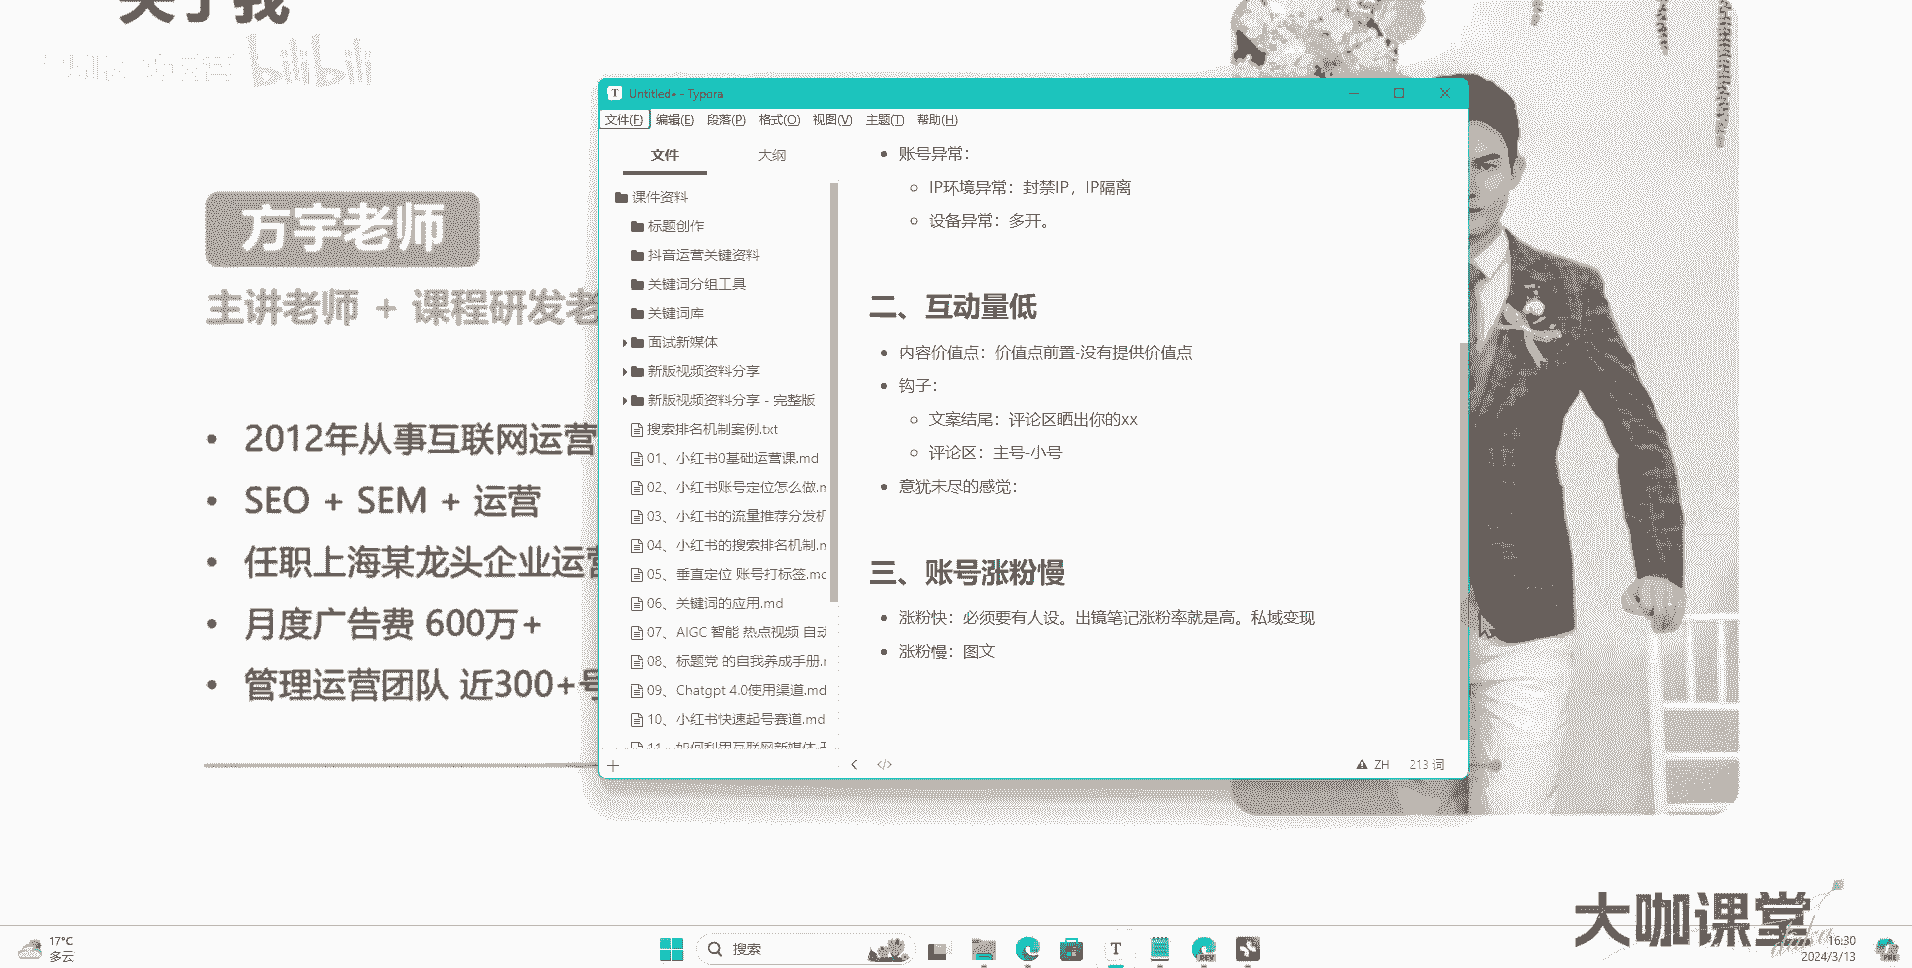 关于我
bilibili
方宇老师
主讲老师 + 课程研发老
2012年从事互联网运营
SEO + SEM + 运营
任职上海某龙头企业运营
月度广告费 600万+
管理运营团队 近300+号
Untitled• - Typora
文件(F) 编辑(E) 段落(P) 格式(O) 视图(V) 主题(T) 帮助(H)
文件 大纲
课件资料
标题创作
抖音运营关键资料
关键词分组工具
关键词库
面试新媒体
新版视频资料分享
新版视频资料分享 - 完整版
搜索排名机制案例.txt
01、小红书0基础运营课.md
02、小红书账号定位怎么做.m
03、小红书的流量推荐分发机
04、小红书的搜索排名机制.m
05、垂直定位 账号打标签.md
06、关键词的应用.md
07、AIGC 智能 热点视频 自动
08、标题党 的自我养成手册.m
09、Chatgpt 4.0使用渠道.md
10、小红书快速起号赛道.md
11、如何利用互联网新媒体
账号异常：
IP环境异常：封禁IP，IP隔离
设备异常：多开。
二、互动量低
内容价值点：价值点前置-没有提供价值点
钩子：
文案结尾：评论区晒出你的xx
评论区：主号-小号
意犹未尽的感觉：
三、账号涨粉慢
涨粉快：必须要有人设。出镜笔记涨粉率就是高。私域变现
涨粉慢：图文
ZH 213 词
大咖课堂
17°C
多云
搜索
16:30
2024/3/13